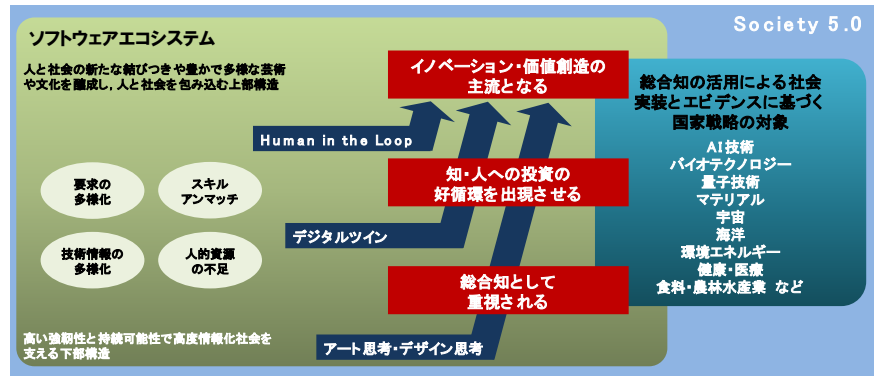 Society 5.0
ソフトウェアエコシステム
人と社会の新たな結びつきや豊かで多様な芸術
や文化を醸成し，人と社会を包み込む上部構造
イノベーション・価値創造の
主流となる
Human in the Loop
知・人への投資の
好循環を出現させる
要求の
多様化
スキル
アンマッチ
デジタルツイン
技術情報の
多様化
人的資源
の不足
総合知として
重視される
高い強靭性と持続可能性で高度情報化社会を
支える下部構造
アート思考・デザイン思考
総合知の活用による社会
実装とエビデンスに基づく
国家戦略の対象
AI技術
バイオテクノロジー
量子技術
マテリアル
宇宙
海洋
環境エネルギー
健康・医療
食料・農林水産業 など